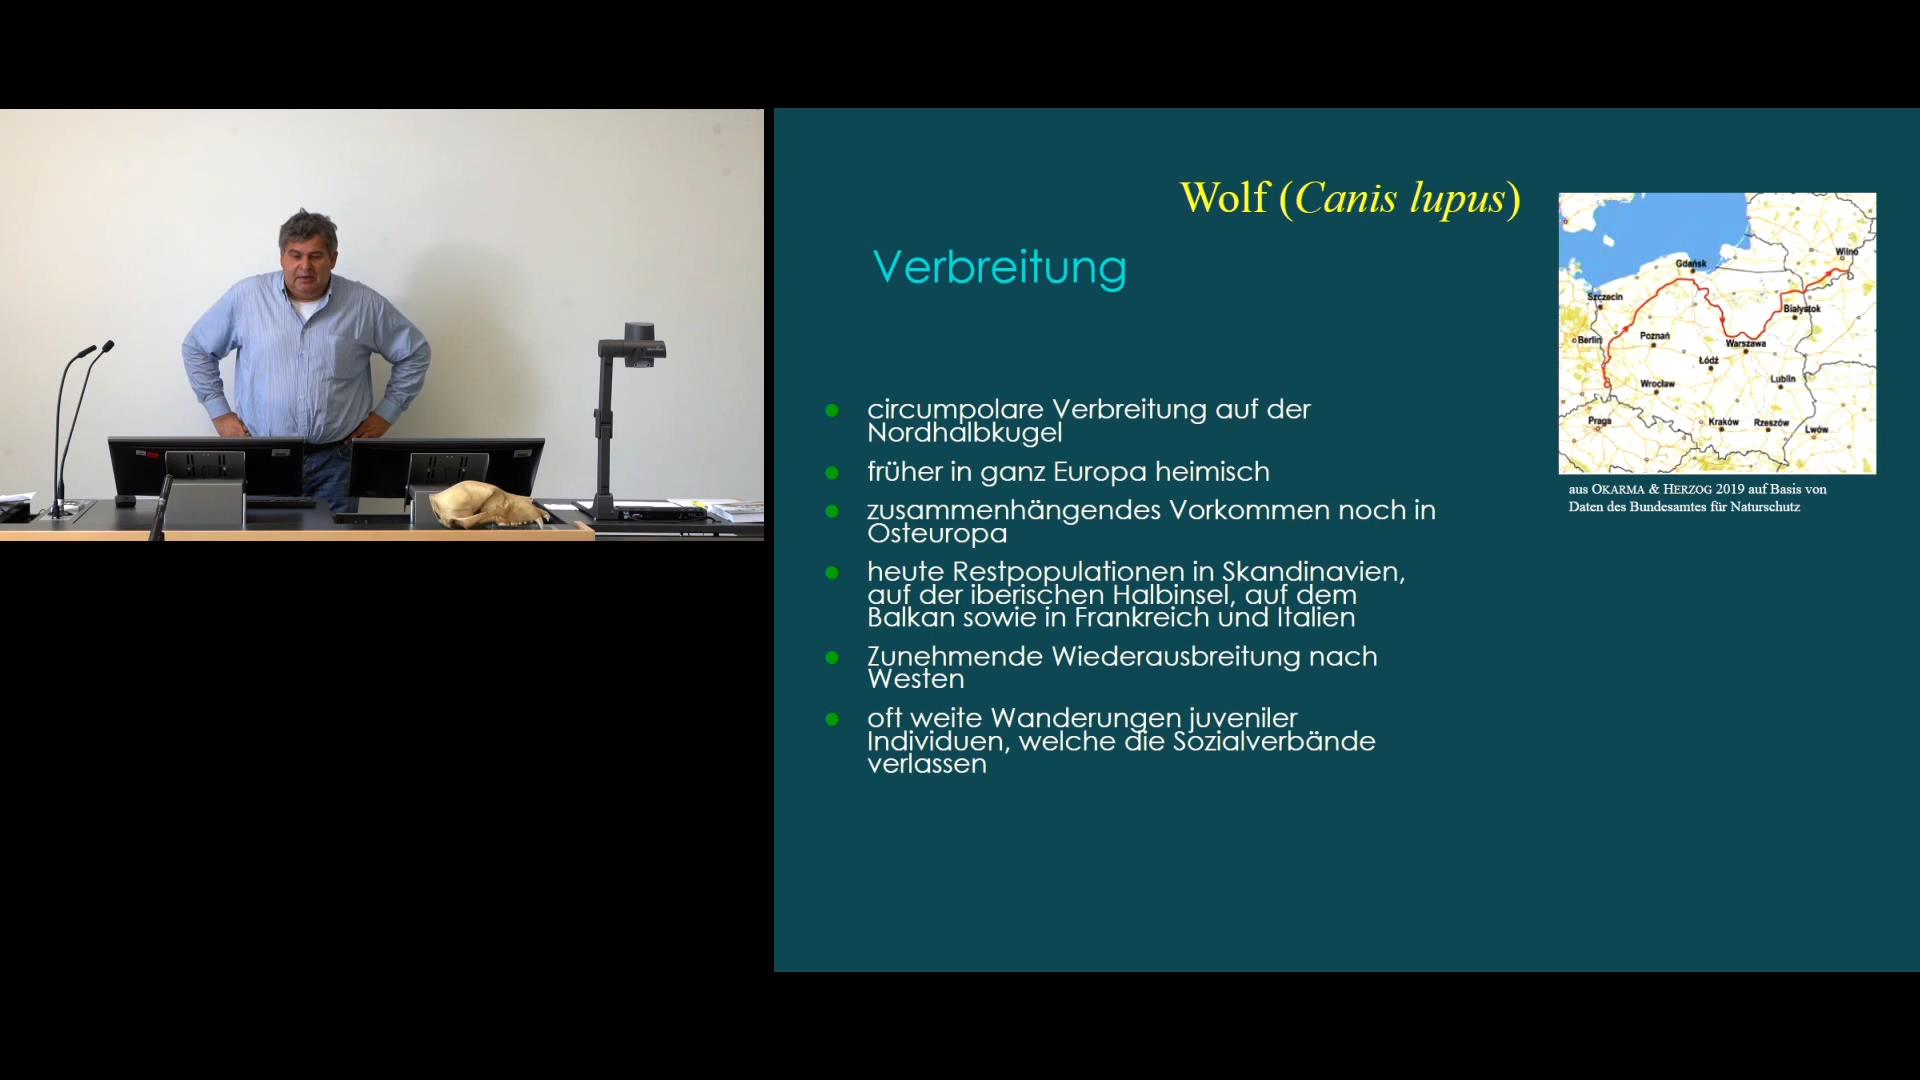 Wolf (Canis lupus)
Verbreitung
circumpolare Verbreitung auf der
Nordhalbkugel
früher in ganz Europa heimisch
zusammenhängendes Vorkommen noch in
Osteuropa
heute Restpopulationen in Skandinavien,
auf der iberischen Halbinsel, auf dem
Balkan sowie in Frankreich und Italien
Zunehmende Wiederausbreitung nach
Westen
oft weite Wanderungen juveniler
Individuen, welche die Sozialverbände
verlassen
Wilno
Gdańsk
Szczecin
Białystok
Berlin
Poznań
Warszawa
Łódź
Wrocław
Lublin
Praga
Kraków
Rzeszów
Lwów
aus OKARMA & HERZOG 2019 auf Basis von
Daten des Bundesamtes für Naturschutz